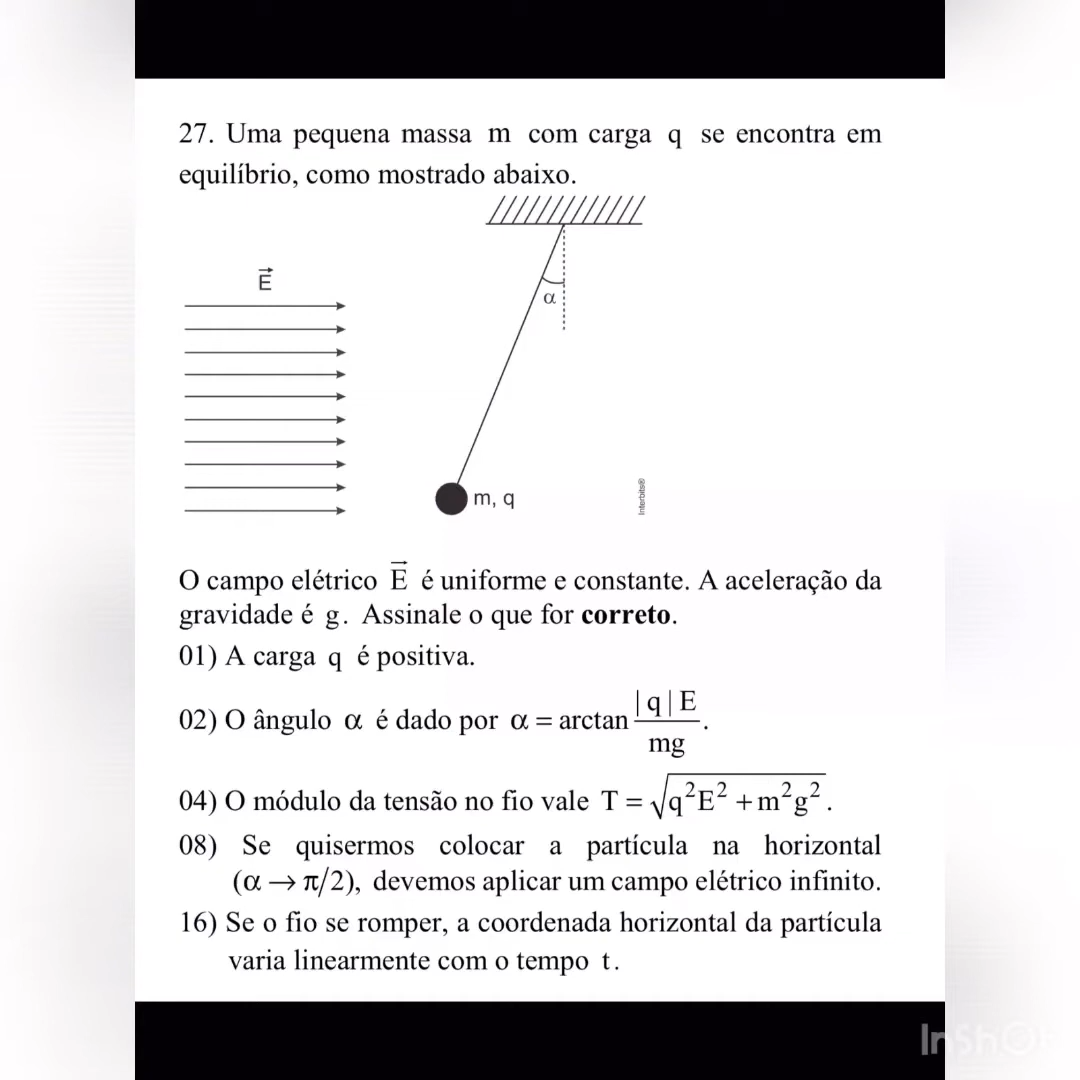 27. Uma pequena massa m com carga q se encontra em
equilíbrio, como mostrado abaixo.
E⃗
α
m, q
Interbits®
O campo elétrico E⃗ é uniforme e constante. A aceleração da
gravidade é g. Assinale o que for correto.
01) A carga q é positiva.
02) O ângulo α é dado por α = arctan |q|E/mg.
04) O módulo da tensão no fio vale T = √(q²E² + m²g²).
08) Se quisermos colocar a partícula na horizontal
(α → π/2), devemos aplicar um campo elétrico infinito.
16) Se o fio se romper, a coordenada horizontal da partícula
varia linearmente com o tempo t.
InShOt